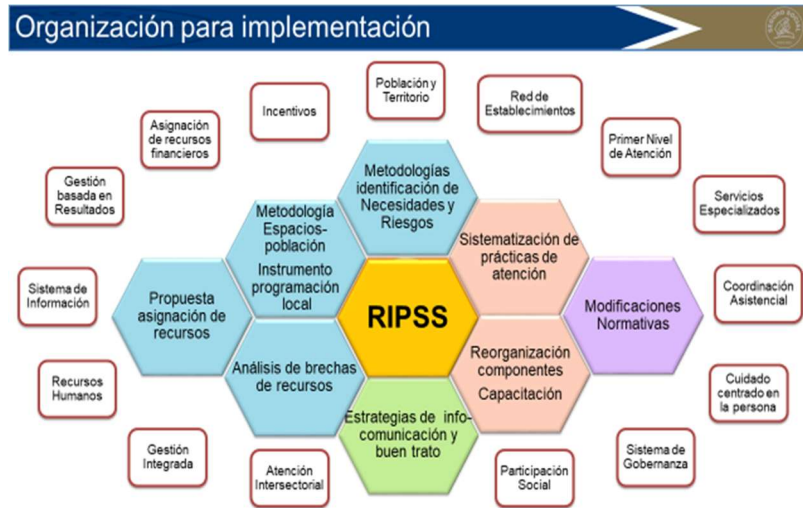 Organización para implementación
Población y
Territorio
Red de
Establecimientos
Incentivos
Asignación
de recursos
financieros
Primer Nivel
de Atención
Gestión
basada en
Resultados
Servicios
Especializados
Metodologías
identificación de
Necesidades y
Riesgos
Metodología
Espacios-
población
Instrumento
programación
local
Sistematización de
prácticas de
atención
Sistema de
Información
Propuesta
asignación de
recursos
RIPSS
Modificaciones
Normativas
Coordinación
Asistencial
Análisis de brechas
de recursos
Reorganización
componentes
Capacitación
Recursos
Humanos
Cuidado
centrado en
la persona
Estrategias de info-
comunicación y
buen trato
Gestión
Integrada
Atención
Intersectorial
Participación
Social
Sistema de
Gobernanza